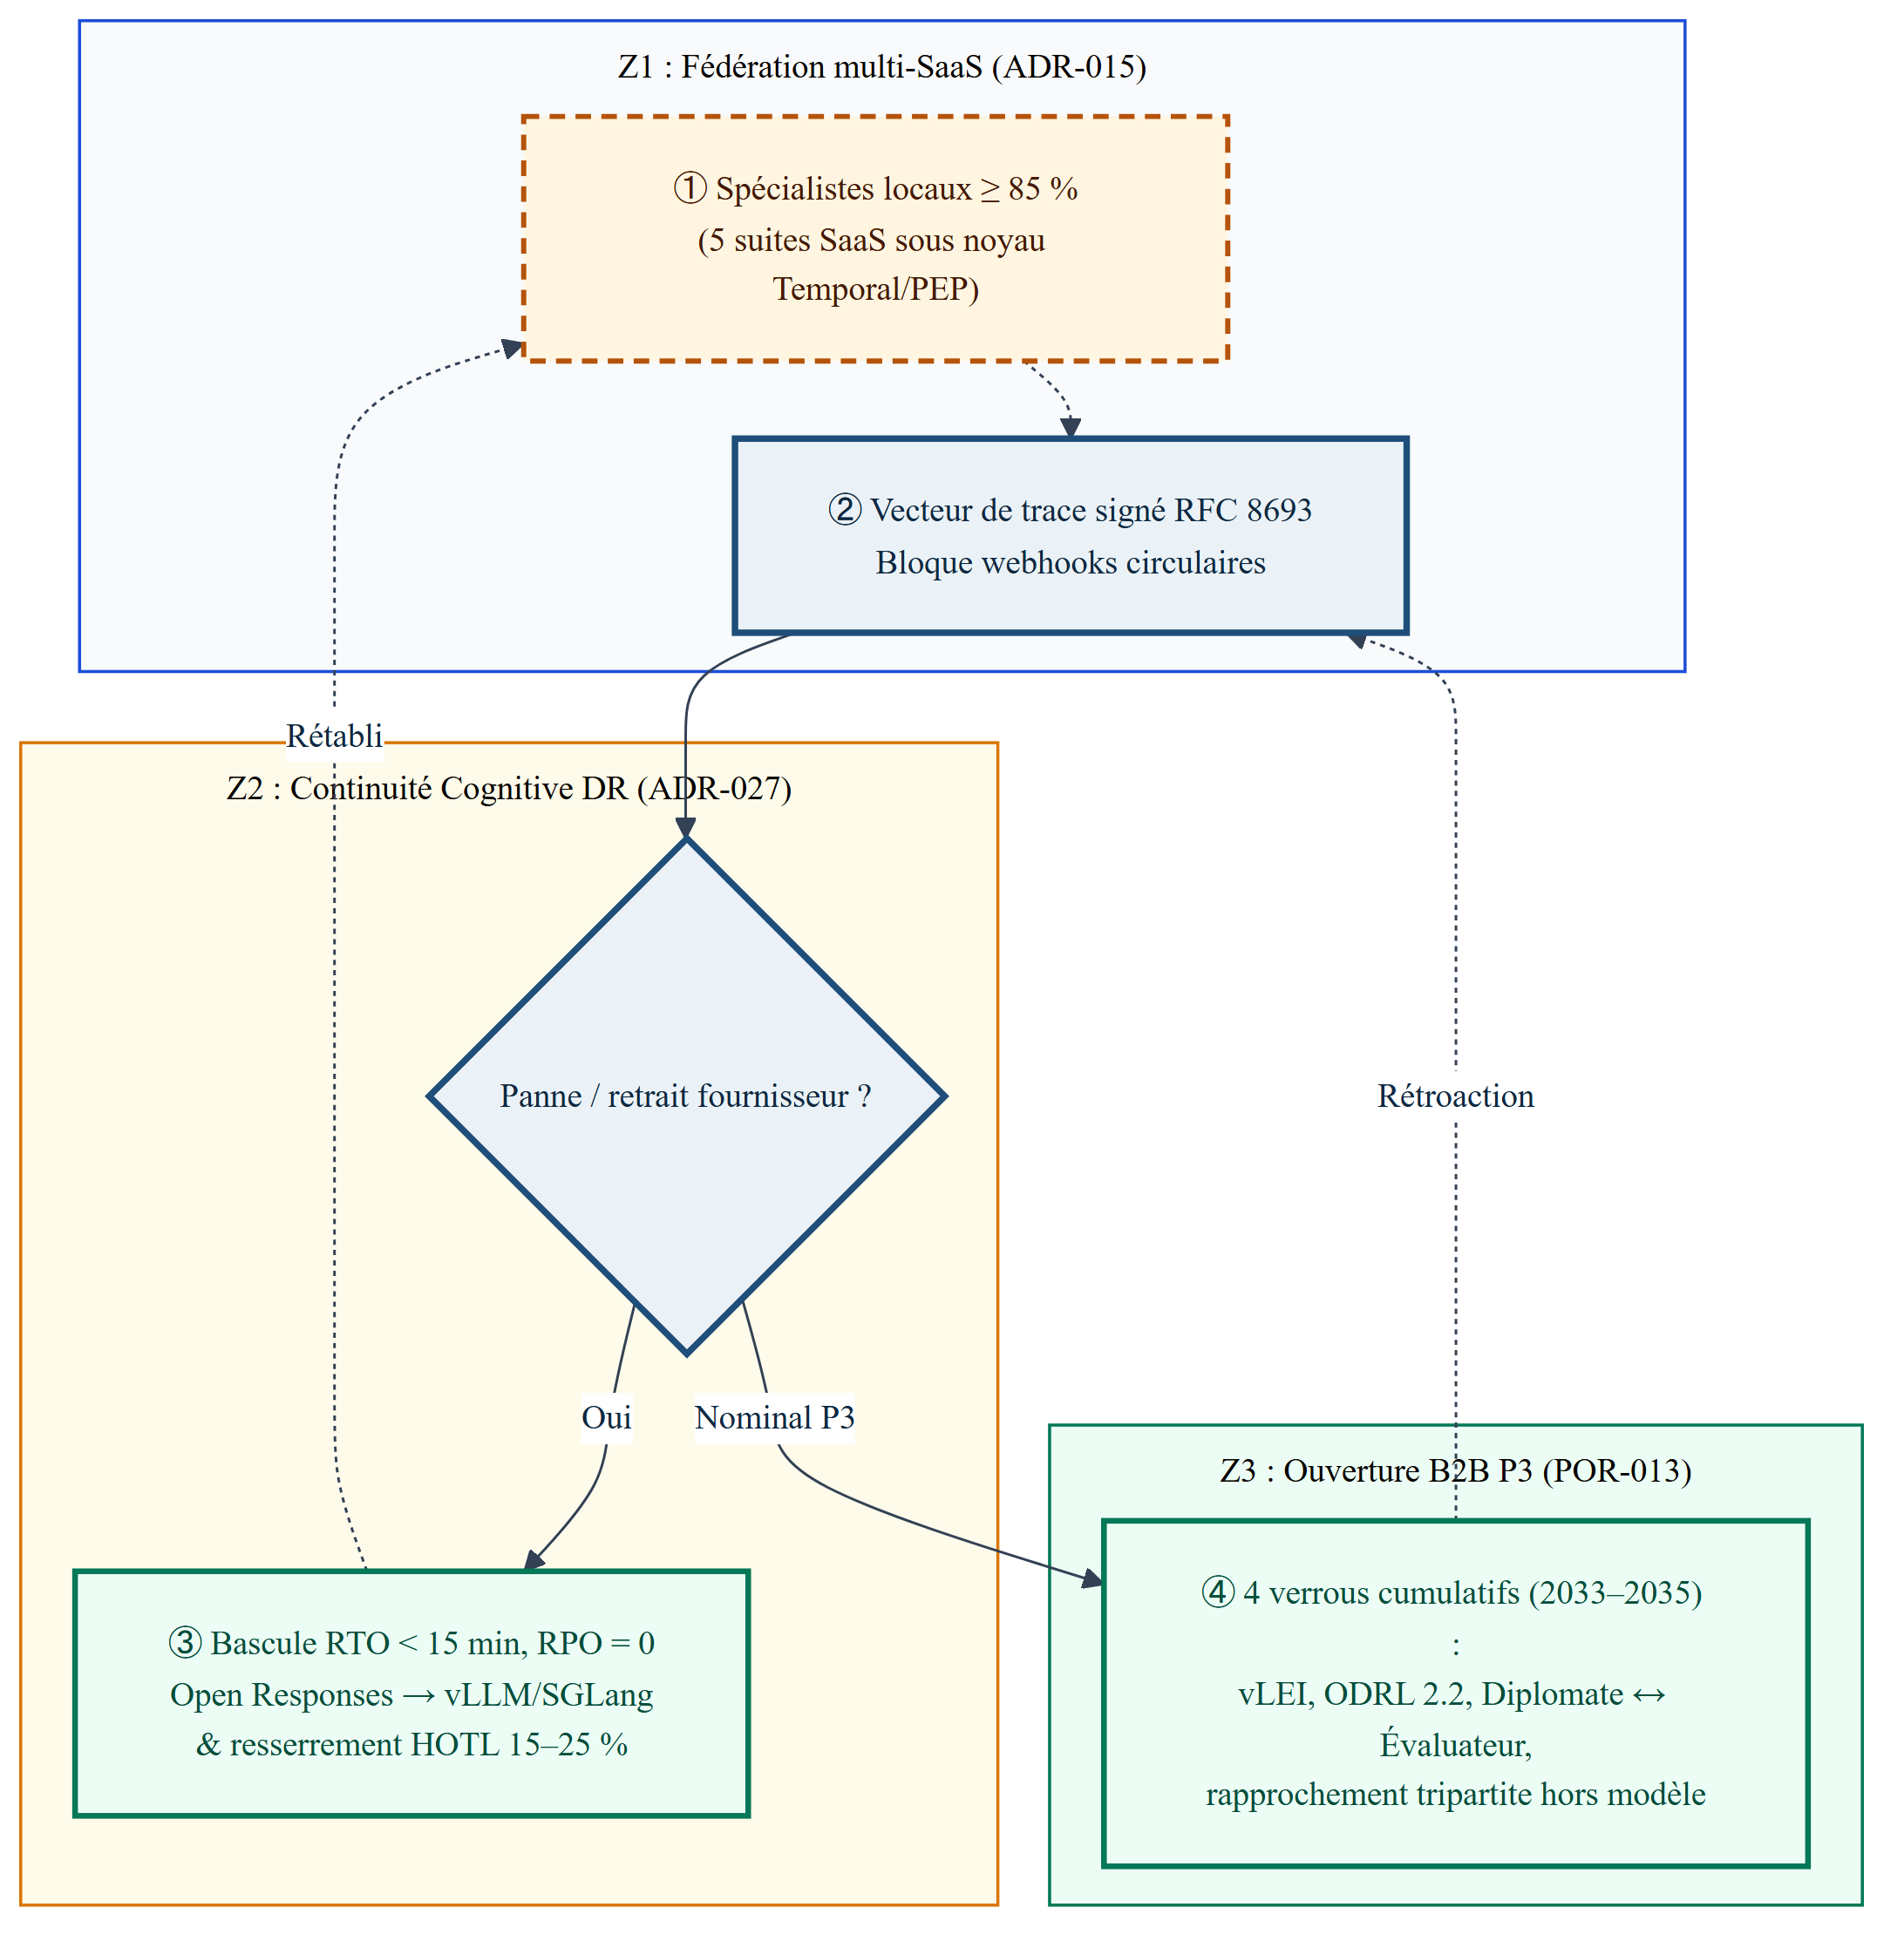 Z1 : Fédération multi-SaaS (ADR-015)
① Spécialistes locaux ≥ 85 %
(5 suites SaaS sous noyau
Temporal/PEP)
② Vecteur de trace signé RFC 8693
Bloque webhooks circulaires
Rétabli
Z2 : Continuité Cognitive DR (ADR-027)
Panne / retrait fournisseur ?
Rétroaction
Oui
Nominal P3
Z3 : Ouverture B2B P3 (POR-013)
③ Bascule RTO < 15 min, RPO = 0
Open Responses → vLLM/SGLang
& resserrement HOTL 15–25 %
④ 4 verrous cumulatifs (2033–2035)
:
vLEI, ODRL 2.2, Diplomate ↔
Évaluateur,
rapprochement tripartite hors modèle